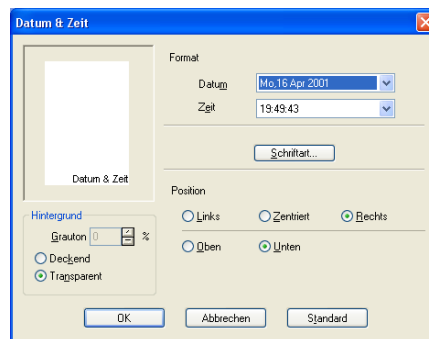 Datum & Zeit
Format
Datum Mo,16 Apr 2001
Zeit 19:49:43
Schriftart...
Datum & Zeit
Position
Links Zentriert Rechts
Oben Unten
Hintergrund
Grauton 0 %
Deckend
Transparent
OK Abbrechen Standard